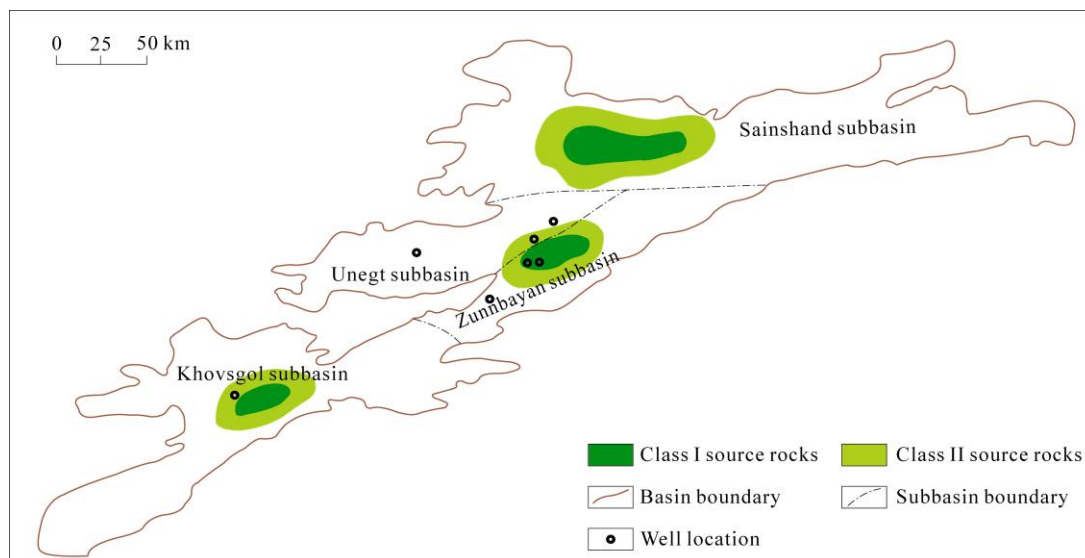 0 25 50 km
Sainshand subbasin
Unegt subbasin
Zunnbayan subbasin
Khovsgol subbasin
Class I source rocks
Class II source rocks
Basin boundary
Subbasin boundary
Well location